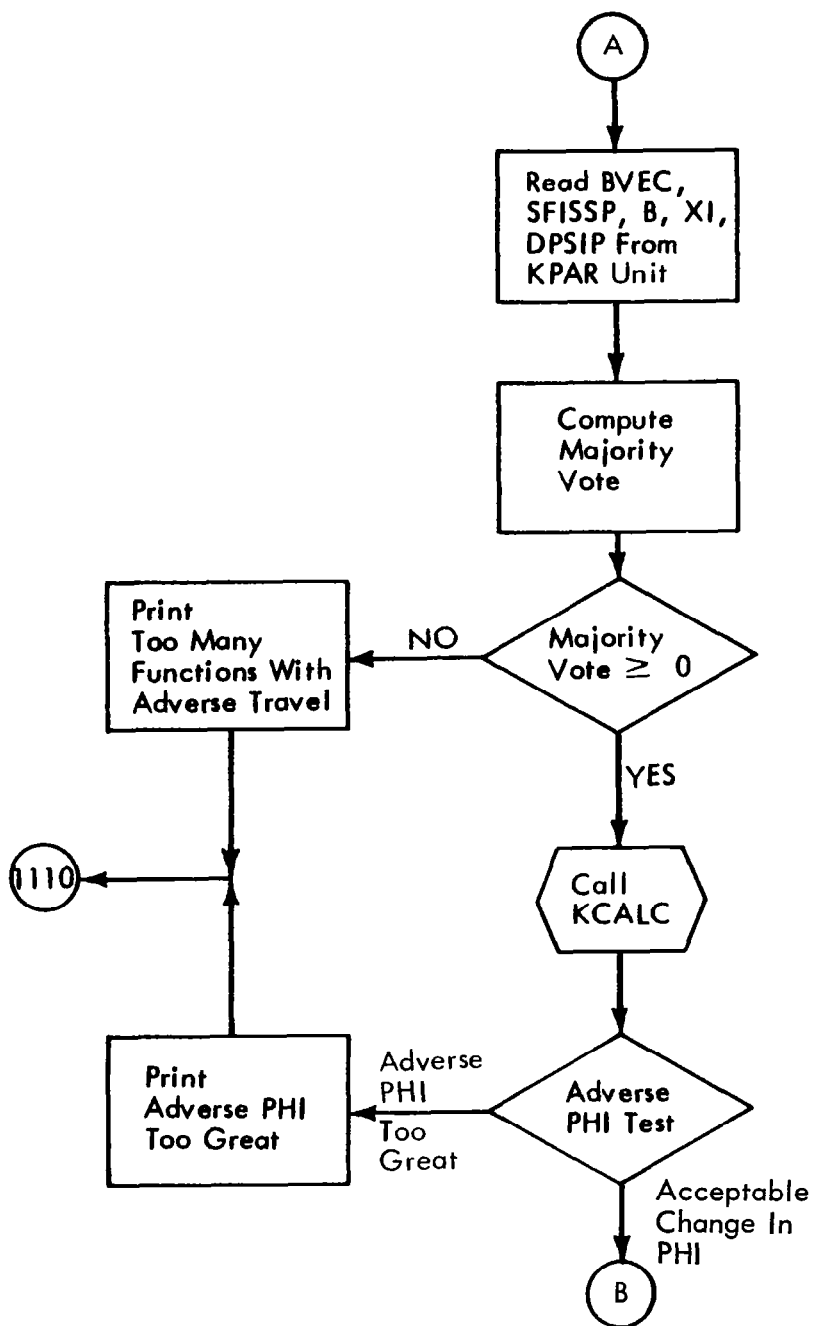 A
Read BVEC,
SFISSP, B, XI,
DPSIP From
KPAR Unit
Compute
Majority
Vote
Majority
Vote ≥ 0
NO
Print
Too Many
Functions With
Adverse Travel
YES
1110
Call
KCALC
Adverse
PHI Test
Adverse
PHI
Too
Great
Print
Adverse PHI
Too Great
Acceptable
Change In
PHI
B